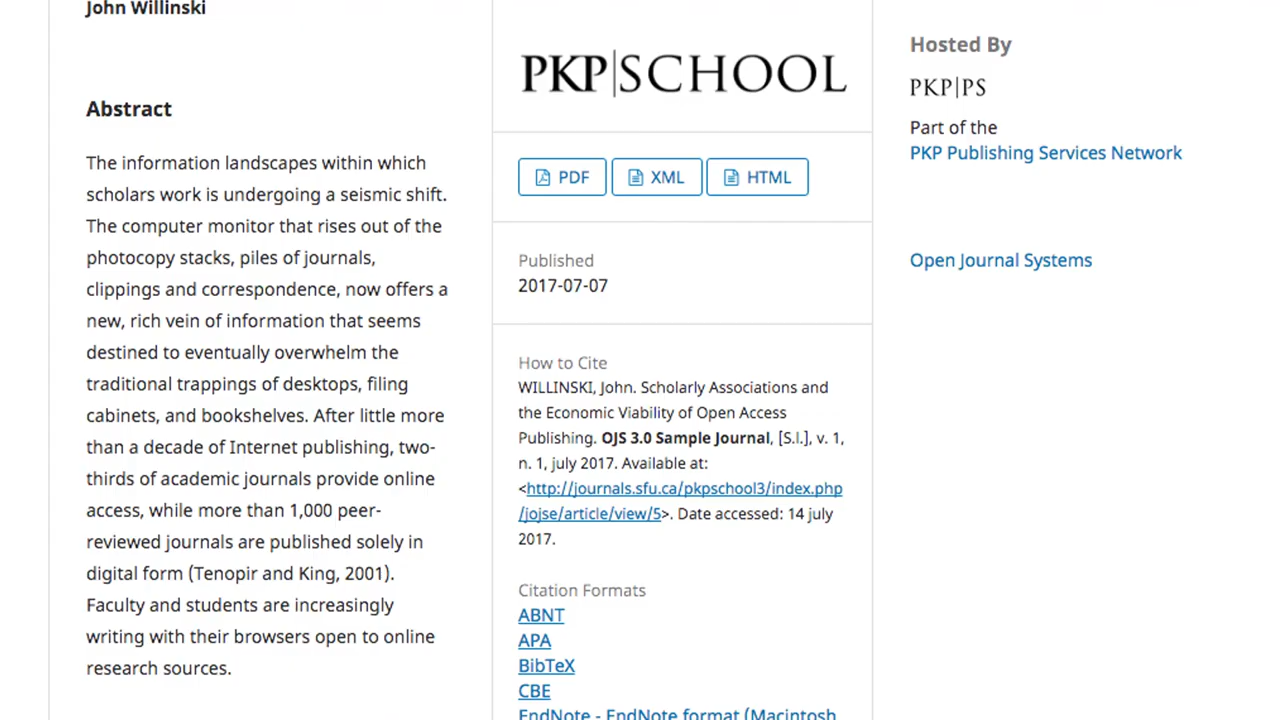 John Willinski
Abstract
The information landscapes within which
scholars work is undergoing a seismic shift.
The computer monitor that rises out of the
photocopy stacks, piles of journals,
clippings and correspondence, now offers a
new, rich vein of information that seems
destined to eventually overwhelm the
traditional trappings of desktops, filing
cabinets, and bookshelves. After little more
than a decade of Internet publishing, two-
thirds of academic journals provide online
access, while more than 1,000 peer-
reviewed journals are published solely in
digital form (Tenopir and King, 2001).
Faculty and students are increasingly
writing with their browsers open to online
research sources.
PKP|SCHOOL
PDF
XML
HTML
Published
2017-07-07
How to Cite
WILLINSKI, John. Scholarly Associations and
the Economic Viability of Open Access
Publishing. OJS 3.0 Sample Journal, [S.l.], v. 1,
n. 1, july 2017. Available at:
<http://journals.sfu.ca/pkpschool3/index.php
/jojse/article/view/5>. Date accessed: 14 july
2017.
Citation Formats
ABNT
APA
BibTeX
CBE
EndNote - EndNote format (Macintosh
Hosted By
PKP|PS
Part of the
PKP Publishing Services Network
Open Journal Systems